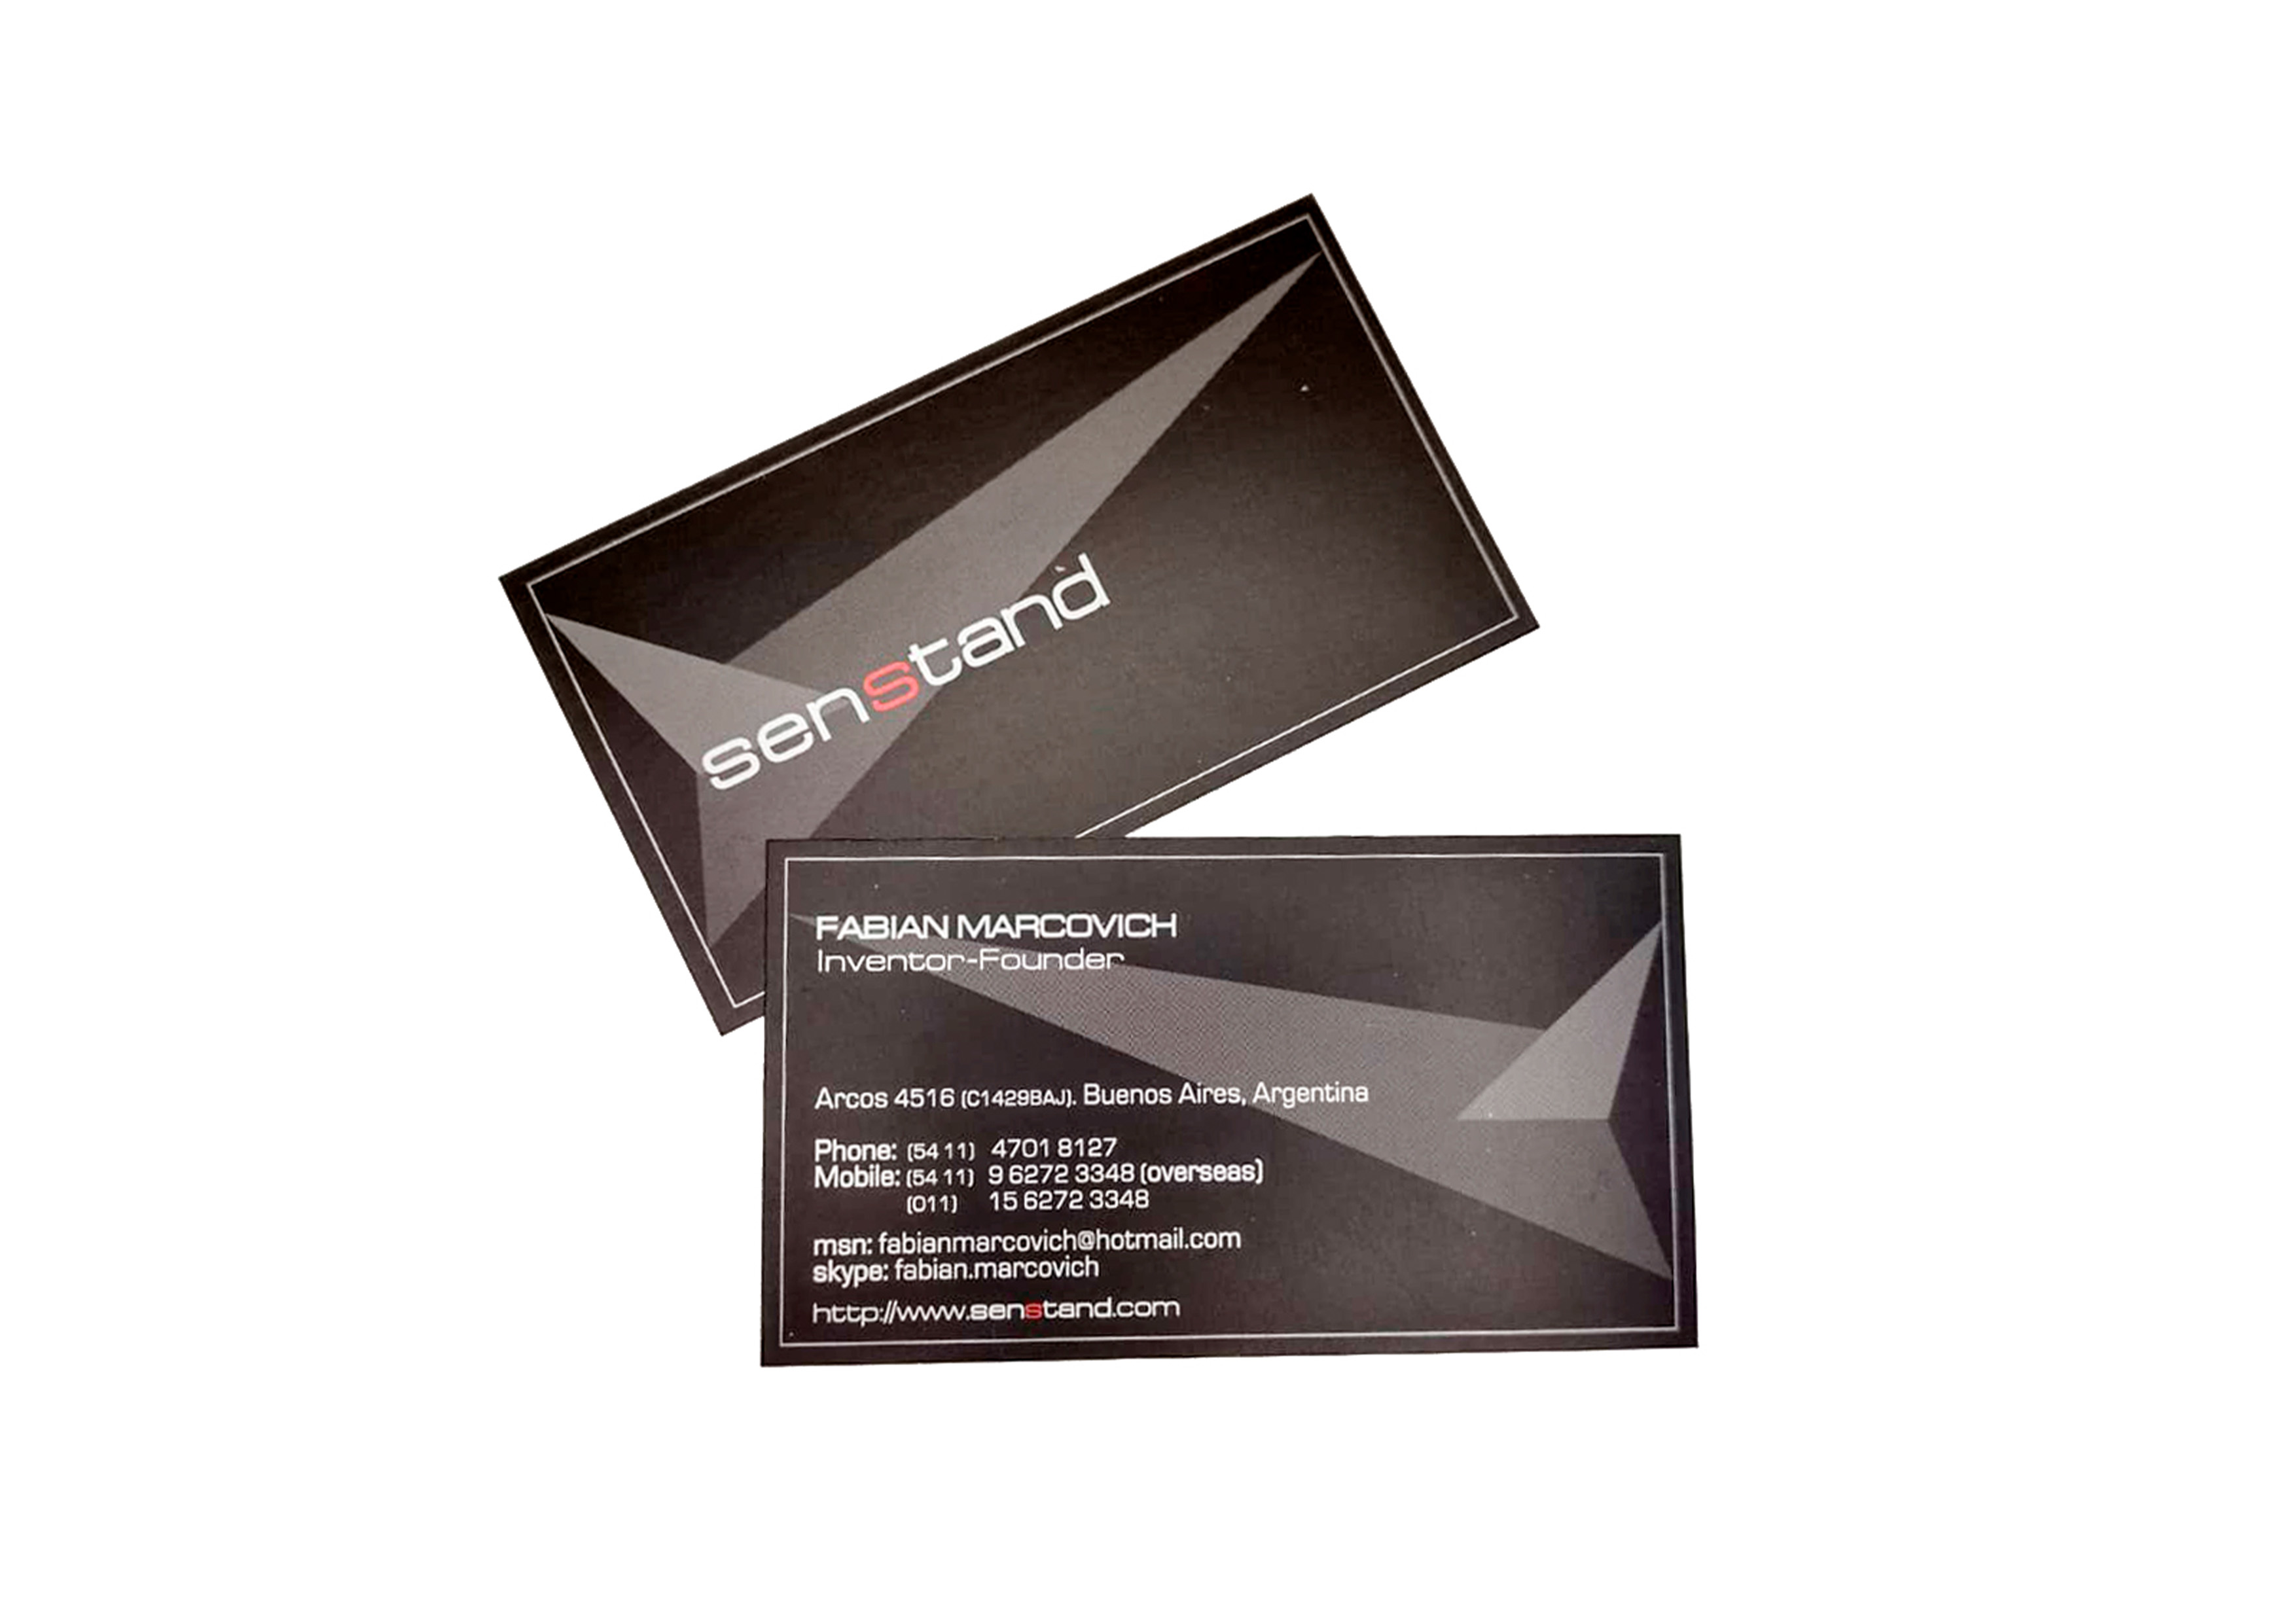 senstand
FABIAN MARCOVICH
Inventor-Founder
Arcos 4516 (C1429BAJ). Buenos Aires, Argentina
Phone: (54 11) 4701 8127
Mobile: (54 11) 9 6272 3348 (overseas)
(011) 15 6272 3348
msn: fabianmarcovich@hotmail.com
skype: fabian.marcovich
http://www.senstand.com